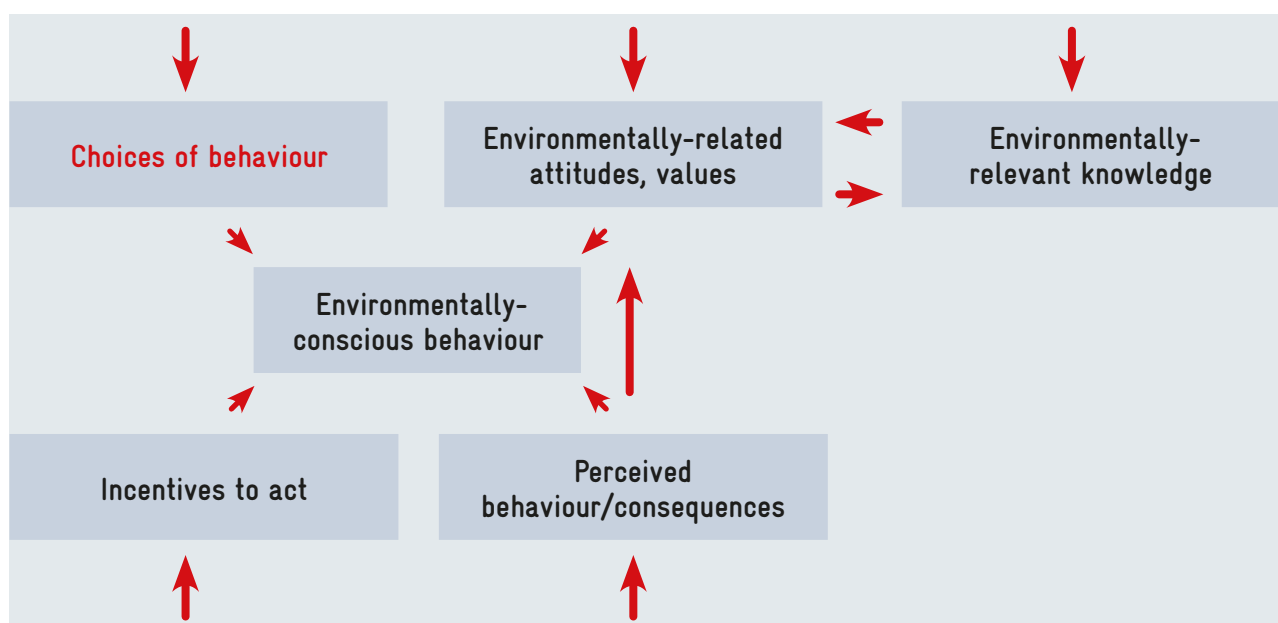 Choices of behaviour
Environmentally-related
attitudes, values
Environmentally-
relevant knowledge
Environmentally-
conscious behaviour
Incentives to act
Perceived
behaviour/consequences